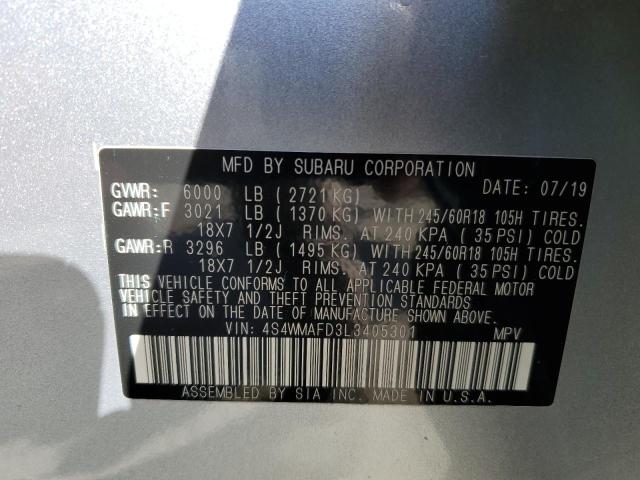 MFD BY SUBARU CORPORATION
GVWR: 6000 LB ( 2721 KG) DATE: 07/19
GAWR:F 3021 LB ( 1370 KG) WITH 245/60R18 105H TIRES.
18X7 1/2J RIMS. AT 240 KPA ( 35 PSI) COLD
GAWR:R 3296 LB ( 1495 KG) WITH 245/60R18 105H TIRES.
18X7 1/2J RIMS. AT 240 KPA ( 35 PSI) COLD
THIS VEHICLE CONFORMS TO ALL APPLICABLE FEDERAL MOTOR
VEHICLE SAFETY AND THEFT PREVENTION STANDARDS
IN EFFECT ON THE DATE OF MANUFACTURE SHOWN ABOVE.
VIN: 4S4WMAFD3L3405301 MPV
ASSEMBLED BY SIA INC. MADE IN U.S.A.